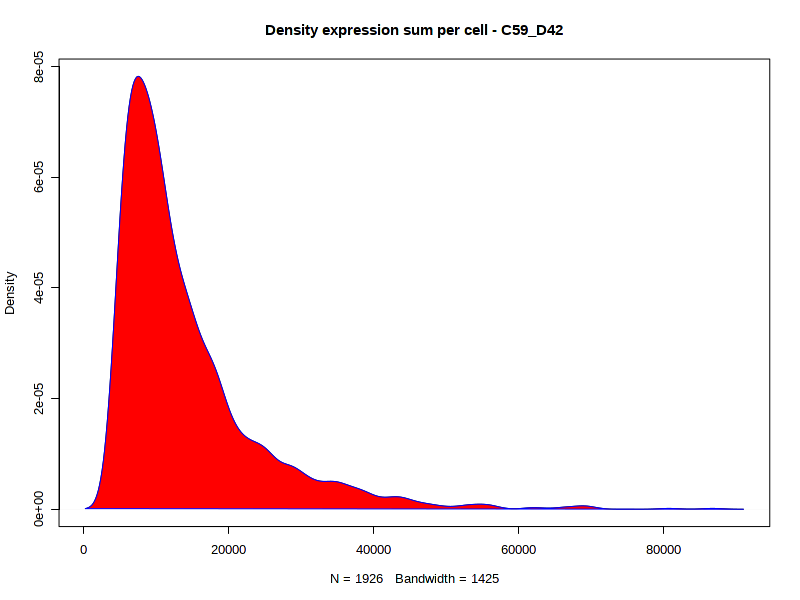 Density expression sum per cell - C59_D42
Density
8e-05
6e-05
4e-05
2e-05
0e+00
0 20000 40000 60000 80000
N = 1926 Bandwidth = 1425